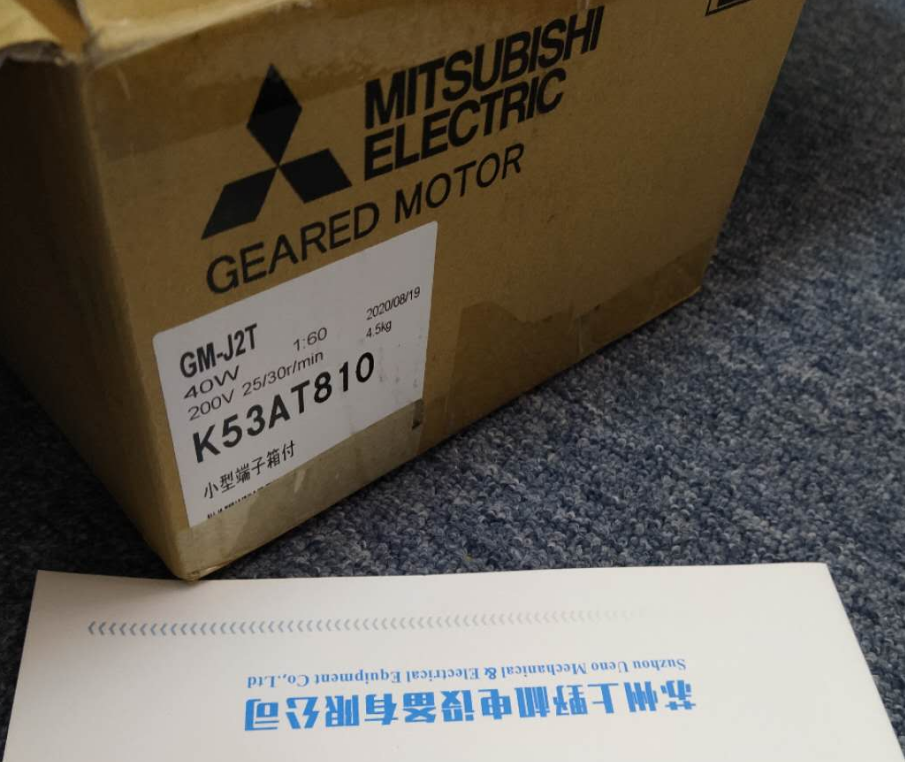 MITSUBISHI
ELECTRIC
GEARED MOTOR
GM-J2T
40W 1:60 2020/08/19
200V 25/30r/min 4.5kg
K53AT810
小型端子箱付
苏州上野机电设备有限公司
Suzhou Ueno Mechanical & Electrical Equipment Co.,Ltd